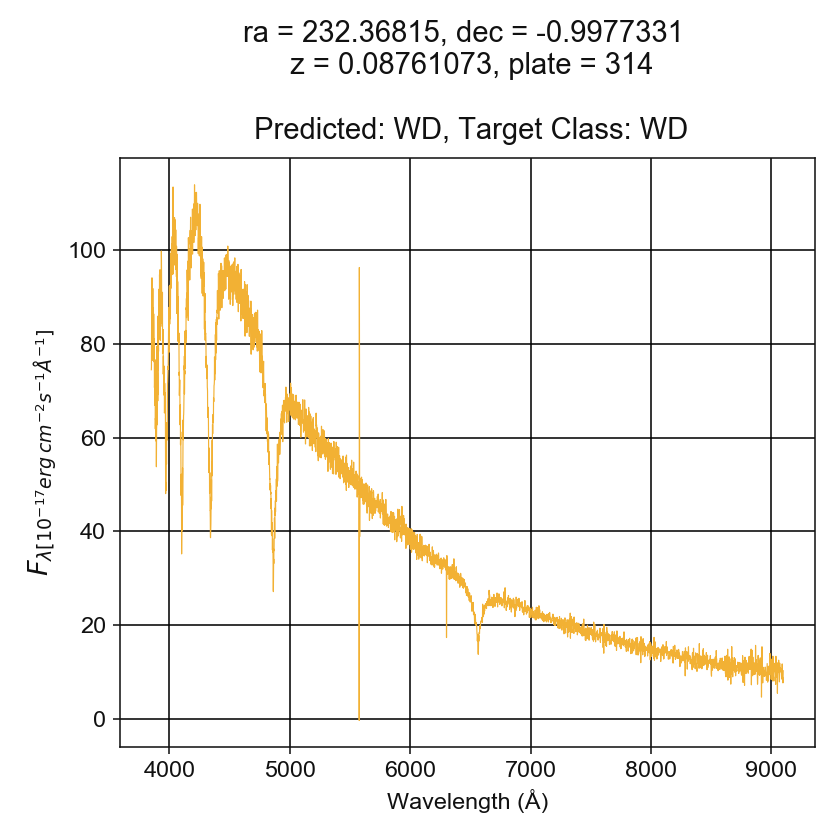 ra = 232.36815, dec = -0.9977331
z = 0.08761073, plate = 314
Predicted: WD, Target Class: WD
F_{λ[10^{-17}erg cm^{-2}s^{-1}Å^{-1}]}
100
80
60
40
20
0
4000 5000 6000 7000 8000 9000
Wavelength (Å)